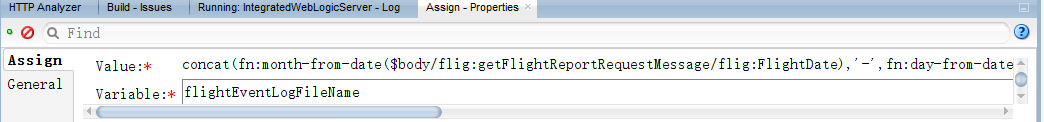 HTTP Analyzer Build - Issues Running: IntegratedWebLogicServer - Log Assign - Properties
Find
Assign
General
Value:* concat(fn:month-from-date($body/flig:getFlightReportRequestMessage/flig:FlightDate),'-',fn:day-from-date
Variable:* flightEventLogFileName